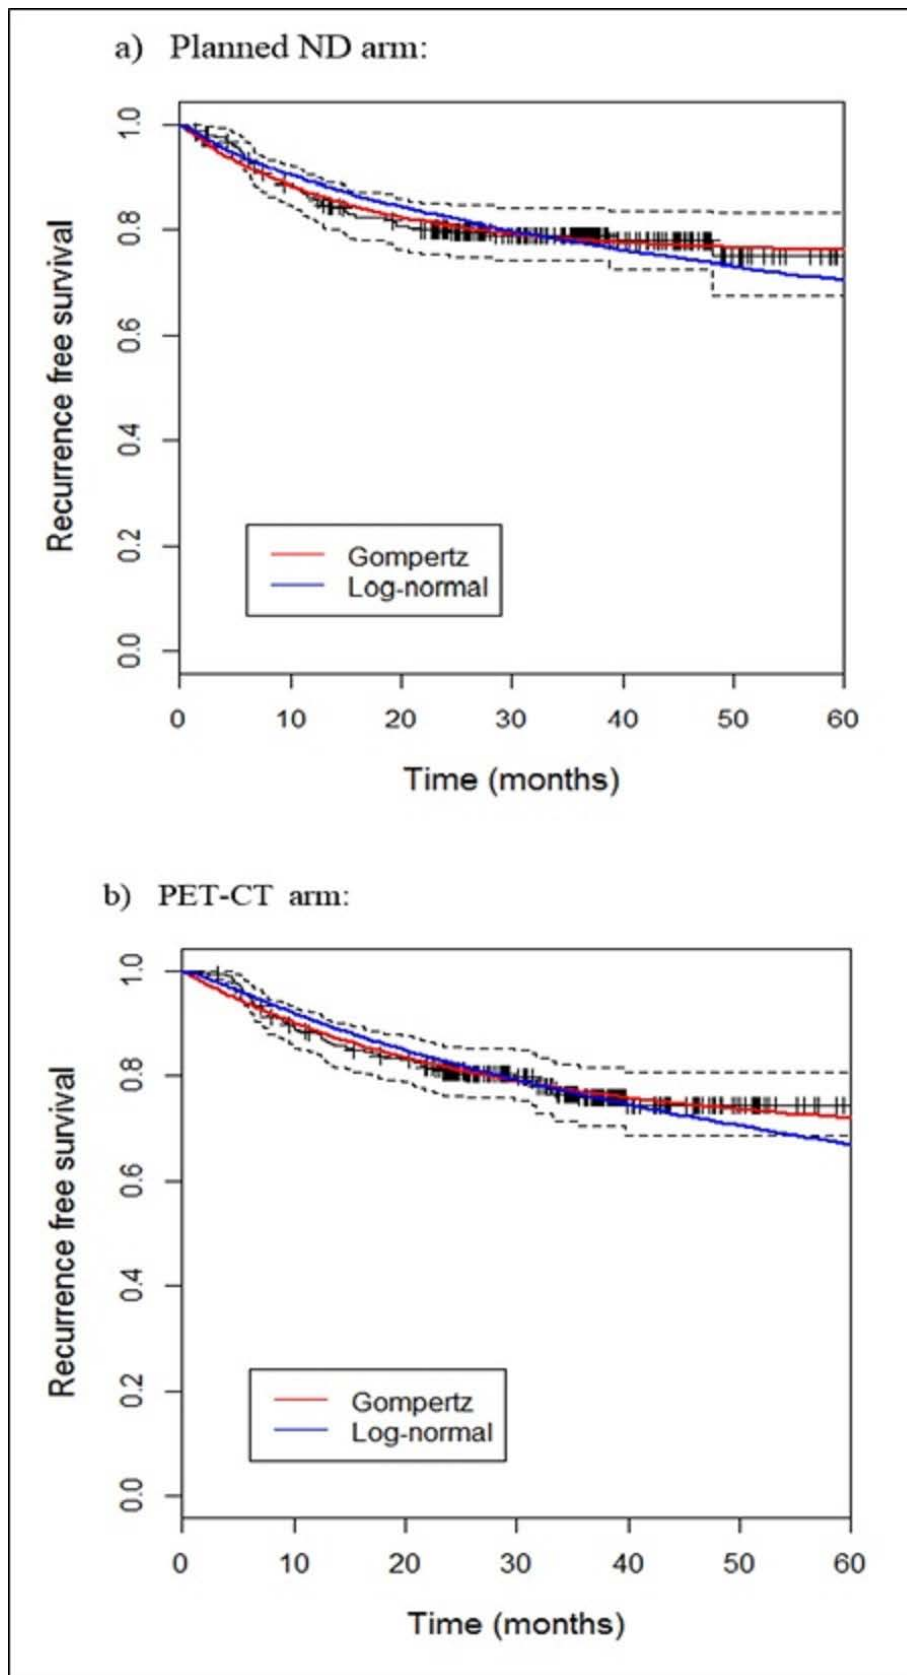 a) Planned ND arm:
Recurrence free survival
1.0
0.8
0.6
0.4
0.2
0.0
Gompertz
Log-normal
0 10 20 30 40 50 60
Time (months)
b) PET-CT arm:
Recurrence free survival
1.0
0.8
0.6
0.4
0.2
0.0
Gompertz
Log-normal
0 10 20 30 40 50 60
Time (months)